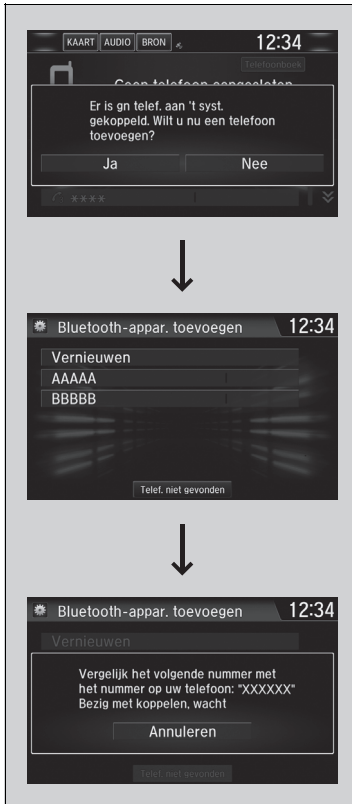 KAART AUDIO BRON 12:34
Telefoonboek
Geen telefoon aangesloten
Er is gn telef. aan 't syst.
gekoppeld. Wilt u nu een telefoon
toevoegen?
Ja Nee
****
Bluetooth-appar. toevoegen 12:34
Vernieuwen
AAAAA
BBBBB
Telef. niet gevonden
Bluetooth-appar. toevoegen 12:34
Vernieuwen
Vergelijk het volgende nummer met
het nummer op uw telefoon: "XXXXXX"
Bezig met koppelen, wacht
Annuleren
Telef. niet gevonden